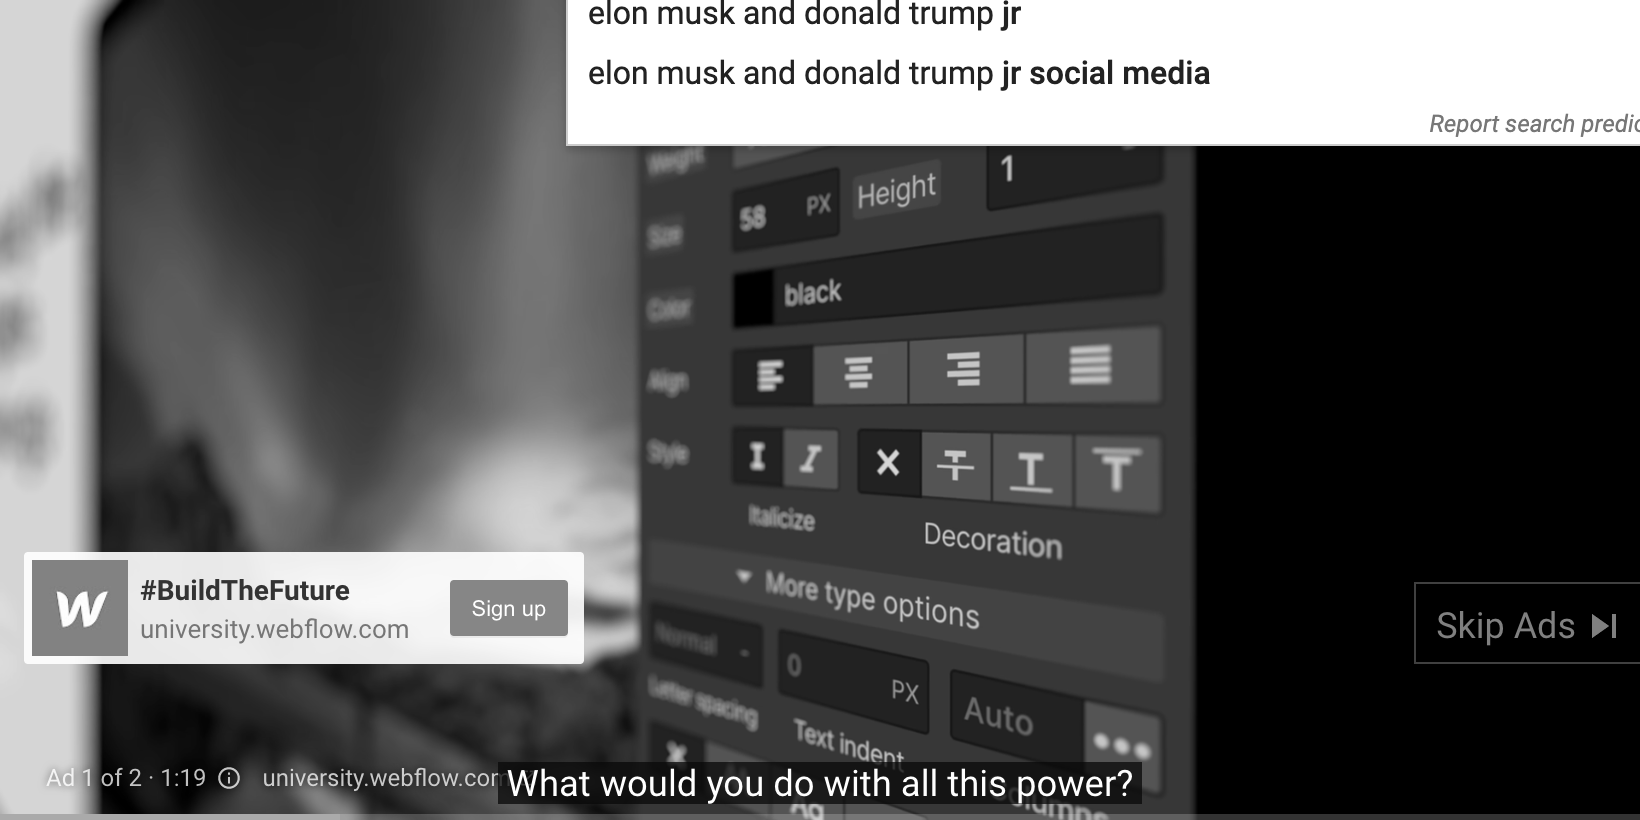 elon musk and donald trump jr
elon musk and donald trump jr social media
Report search predic
Weight
1
58 PX Height
Size
Color black
Align
Style
Italicize Decoration
More type options
Normal 0 PX Auto
Letter spacing Text indent
#BuildTheFuture
university.webflow.com
Sign up
Skip Ads
Ad 1 of 2 · 1:19 university.webflow.com
What would you do with all this power?